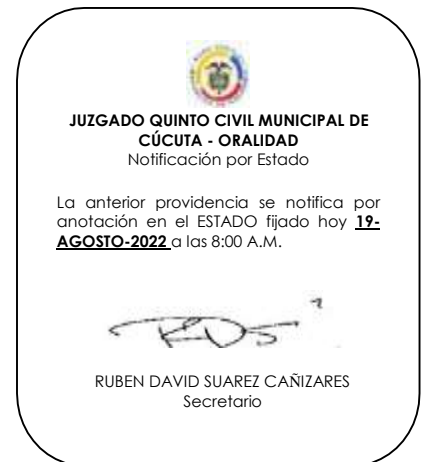 JUZGADO QUINTO CIVIL MUNICIPAL DE
CÚCUTA - ORALIDAD
Notificación por Estado
La anterior providencia se notifica por
anotación en el ESTADO fijado hoy 19-
AGOSTO-2022 a las 8:00 A.M.
RUBEN DAVID SUAREZ CAÑIZARES
Secretario